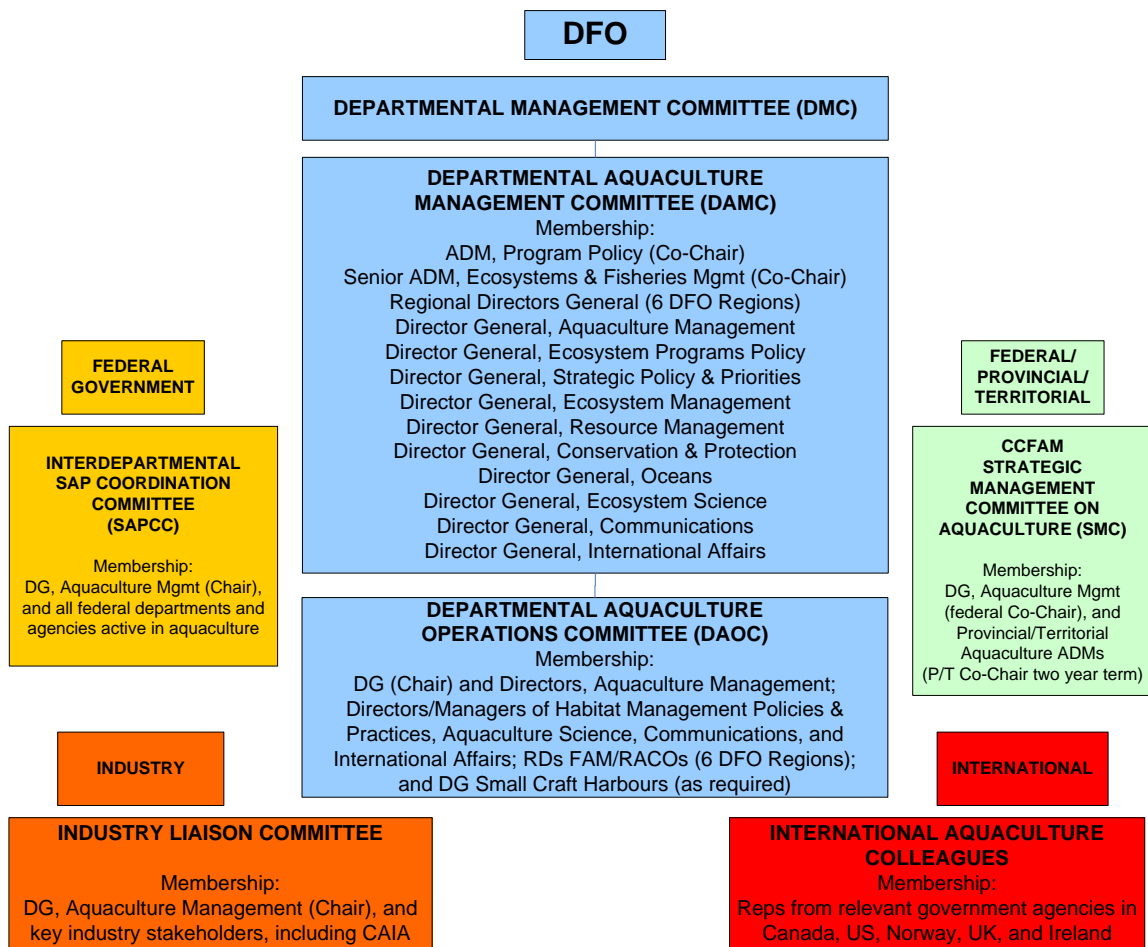 DFO
DEPARTMENTAL MANAGEMENT COMMITTEE (DMC)
DEPARTMENTAL AQUACULTURE
MANAGEMENT COMMITTEE (DAMC)
Membership:
ADM, Program Policy (Co-Chair)
Senior ADM, Ecosystems & Fisheries Mgmt (Co-Chair)
Regional Directors General (6 DFO Regions)
Director General, Aquaculture Management
Director General, Ecosystem Programs Policy
Director General, Strategic Policy & Priorities
Director General, Ecosystem Management
Director General, Resource Management
Director General, Conservation & Protection
Director General, Oceans
Director General, Ecosystem Science
Director General, Communications
Director General, International Affairs
FEDERAL
GOVERNMENT
INTERDEPARTMENTAL
SAP COORDINATION
COMMITTEE
(SAPCC)
Membership:
DG, Aquaculture Mgmt (Chair),
and all federal departments and
agencies active in aquaculture
FEDERAL/
PROVINCIAL/
TERRITORIAL
CCFAM
STRATEGIC
MANAGEMENT
COMMITTEE ON
AQUACULTURE (SMC)
Membership:
DG, Aquaculture Mgmt
(federal Co-Chair), and
Provincial/Territorial
Aquaculture ADMs
(P/T Co-Chair two year term)
DEPARTMENTAL AQUACULTURE
OPERATIONS COMMITTEE (DAOC)
Membership:
DG (Chair) and Directors, Aquaculture Management;
Directors/Managers of Habitat Management Policies &
Practices, Aquaculture Science, Communications, and
International Affairs; RDs FAM/RACOs (6 DFO Regions);
and DG Small Craft Harbours (as required)
INDUSTRY
INDUSTRY LIAISON COMMITTEE
Membership:
DG, Aquaculture Management (Chair), and
key industry stakeholders, including CAIA
INTERNATIONAL
INTERNATIONAL AQUACULTURE
COLLEAGUES
Membership:
Reps from relevant government agencies in
Canada, US, Norway, UK, and Ireland